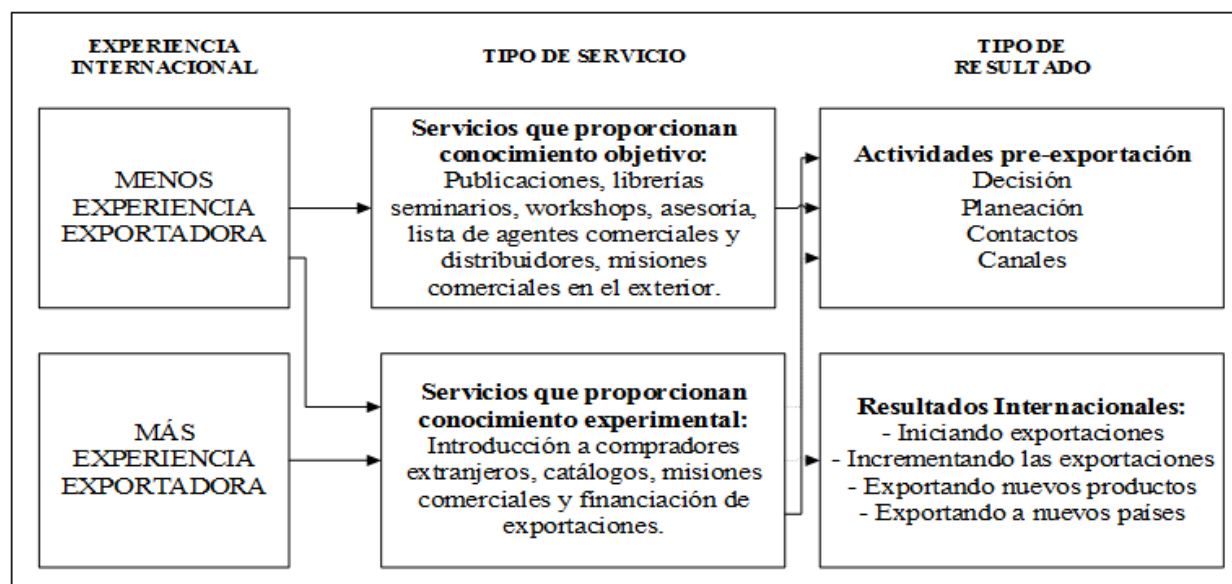 EXPERIENCIA
INTERNACIONAL
TIPO DE SERVICIO
TIPO DE
RESULTADO
MENOS
EXPERIENCIA
EXPORTADORA
Servicios que proporcionan
conocimiento objetivo:
Publicaciones, librerías
seminarios, workshops, asesoría,
lista de agentes comerciales y
distribuidores, misiones
comerciales en el exterior.
Actividades pre-exportación
Decisión
Planeación
Contactos
Canales
MÁS
EXPERIENCIA
EXPORTADORA
Servicios que proporcionan
conocimiento experimental:
Introducción a compradores
extranjeros, catálogos, misiones
comerciales y financiación de
exportaciones.
Resultados Internacionales:
- Iniciando exportaciones
- Incrementando las exportaciones
- Exportando nuevos productos
- Exportando a nuevos países